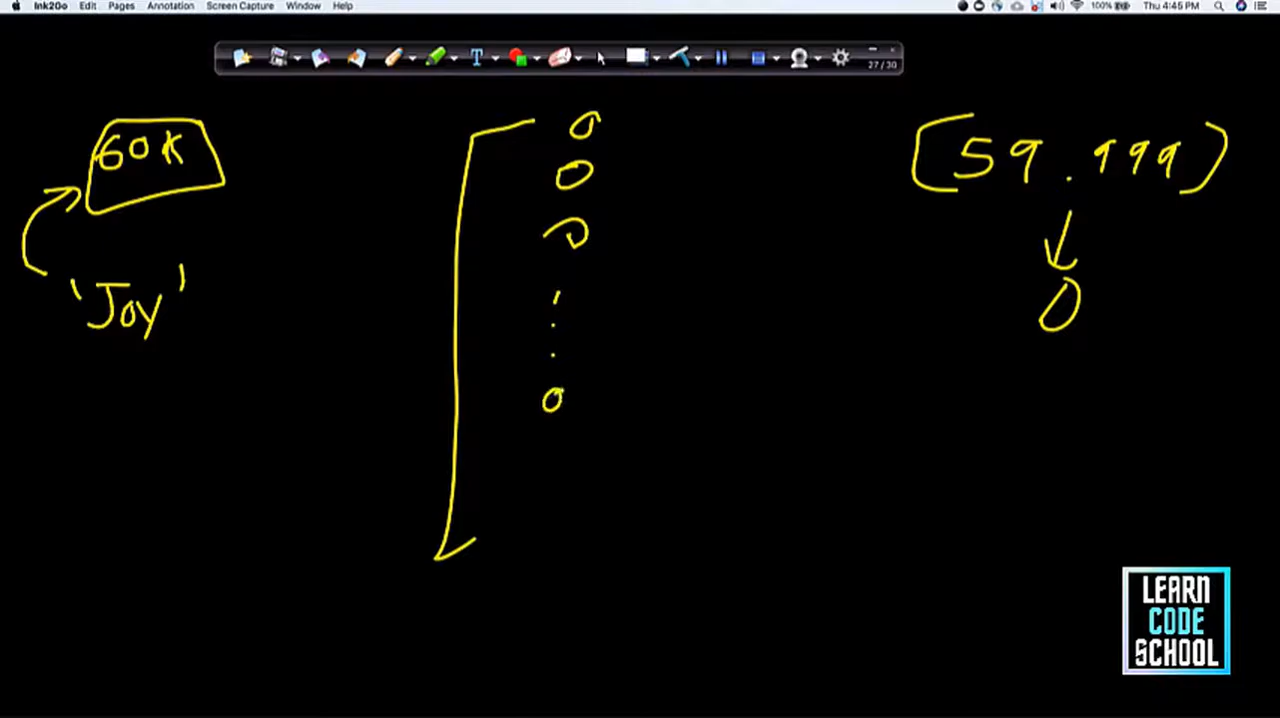 Ink2Go Edit Pages Annotation Screen Capture Window Help 100% Thu 4:45 PM
27 / 30
60K
'Joy'
0
0
0
.
.
.
0
(59.999)
0
LEARN
CODE
SCHOOL